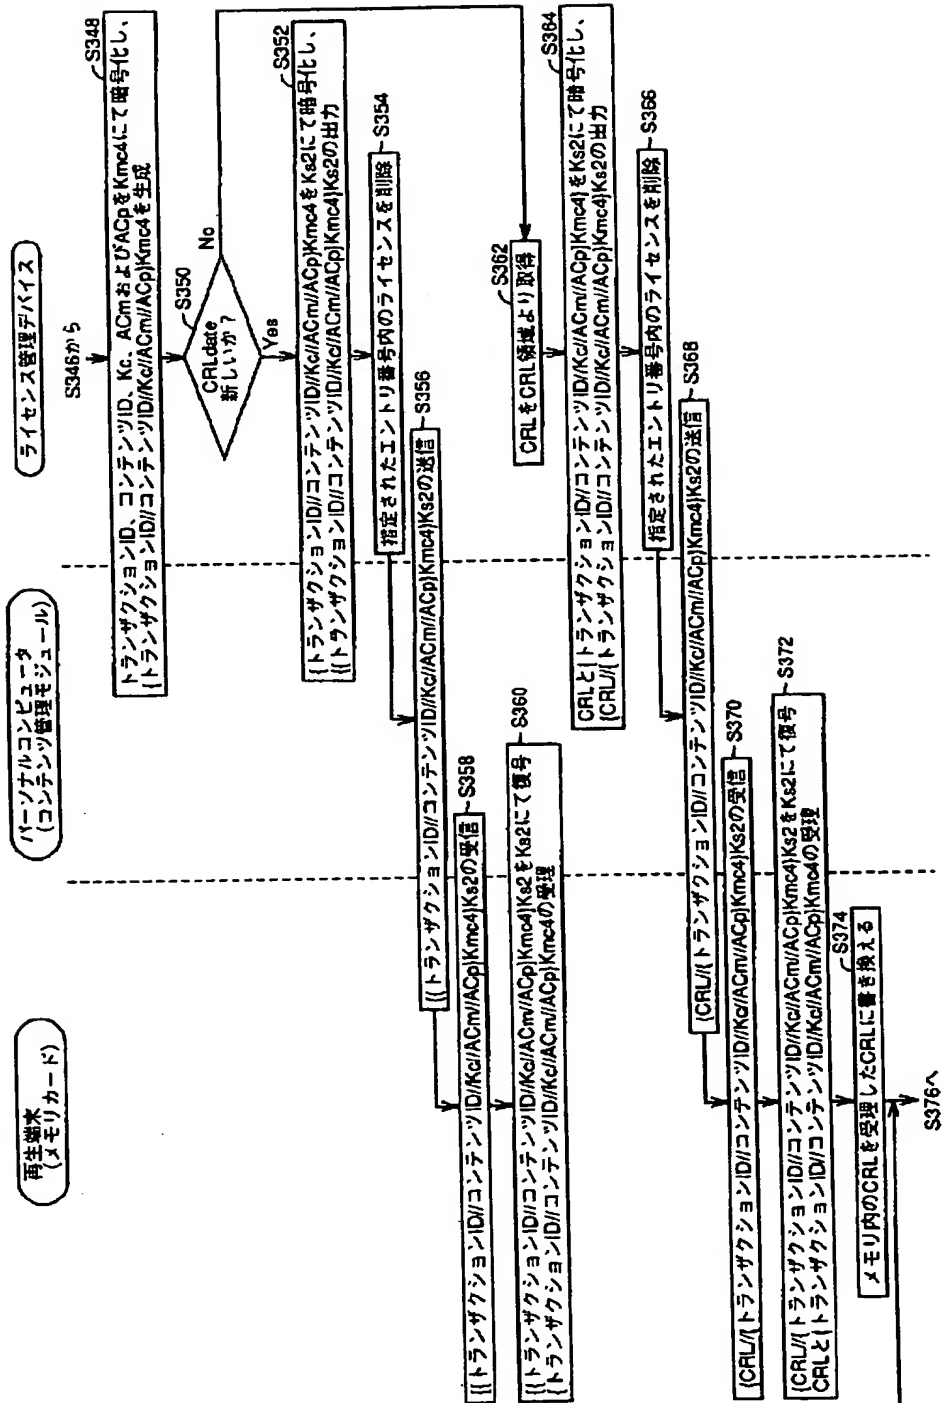 再生端末
(メモリカード)
パーソナルコンピュータ
(コンテンツ管理モジュール)
ライセンス管理デバイス
S346から
S348
トランザクションID、コンテンツID、Kc、ACmおよびACpをKmc4にて暗号化し、
{トランザクションID//コンテンツID//Kc//ACm//ACp}Kmc4を生成
S350
CRLdate
新しいか?
No
Yes
S352
{トランザクションID//コンテンツID//Kc//ACm//ACp}Kmc4をKs2にて暗号化し、
{{トランザクションID//コンテンツID//Kc//ACm//ACp}Kmc4}Ks2の出力
S354
指定されたエントリ番号内のライセンスを削除
S356
{{トランザクションID//コンテンツID//Kc//ACm//ACp}Kmc4}Ks2の送信
S358
{{トランザクションID//コンテンツID//Kc//ACm//ACp}Kmc4}Ks2の受信
S360
{{トランザクションID//コンテンツID//Kc//ACm//ACp}Kmc4}Ks2をKs2にて復号
{トランザクションID//コンテンツID//Kc//ACm//ACp}Kmc4の受理
S362
CRLをCRL領域より取得
S364
CRLと{トランザクションID//コンテンツID//Kc//ACm//ACp}Kmc4をKs2にて暗号化し、
{CRL//{トランザクションID//コンテンツID//Kc//ACm//ACp}Kmc4}Ks2の出力
S366
指定されたエントリ番号内のライセンスを削除
S368
{CRL//{トランザクションID//コンテンツID//Kc//ACm//ACp}Kmc4}Ks2の送信
S370
{CRL//{トランザクションID//コンテンツID//Kc//ACm//ACp}Kmc4}Ks2の受信
S372
{CRL//{トランザクションID//コンテンツID//Kc//ACm//ACp}Kmc4}Ks2をKs2にて復号
CRLと{トランザクションID//コンテンツID//Kc//ACm//ACp}Kmc4の受理
S374
メモリ内のCRLを受理したCRLに書き換える
S376へ